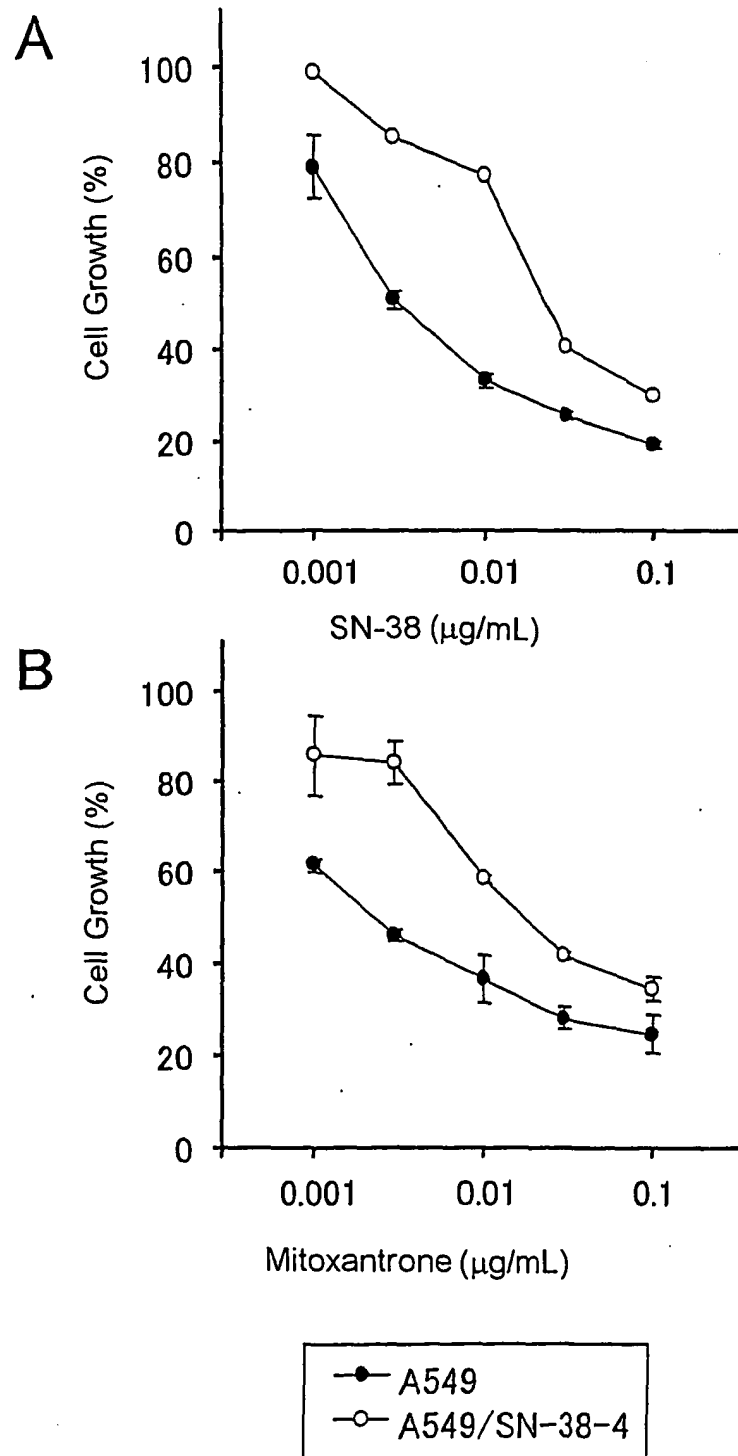 A
Cell Growth (%)
100
80
60
40
20
0
0.001 0.01 0.1
SN-38 (μg/mL)
B
Cell Growth (%)
100
80
60
40
20
0
0.001 0.01 0.1
Mitoxantrone (μg/mL)
A549
A549/SN-38-4